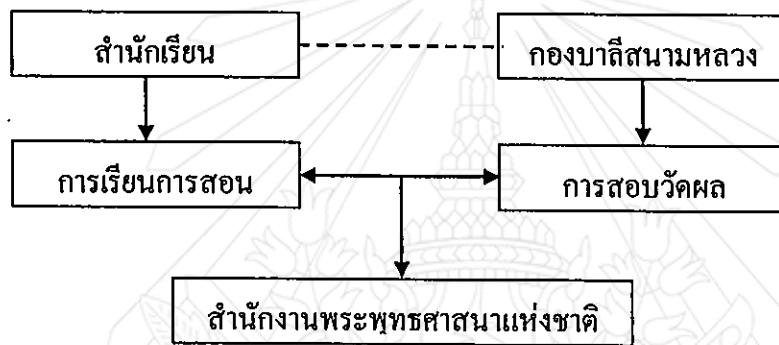 สำนักเรียน
กองบาลีสนามหลวง
การเรียนการสอน
การสอบวัดผล
สำนักงานพระพุทธศาสนาแห่งชาติ